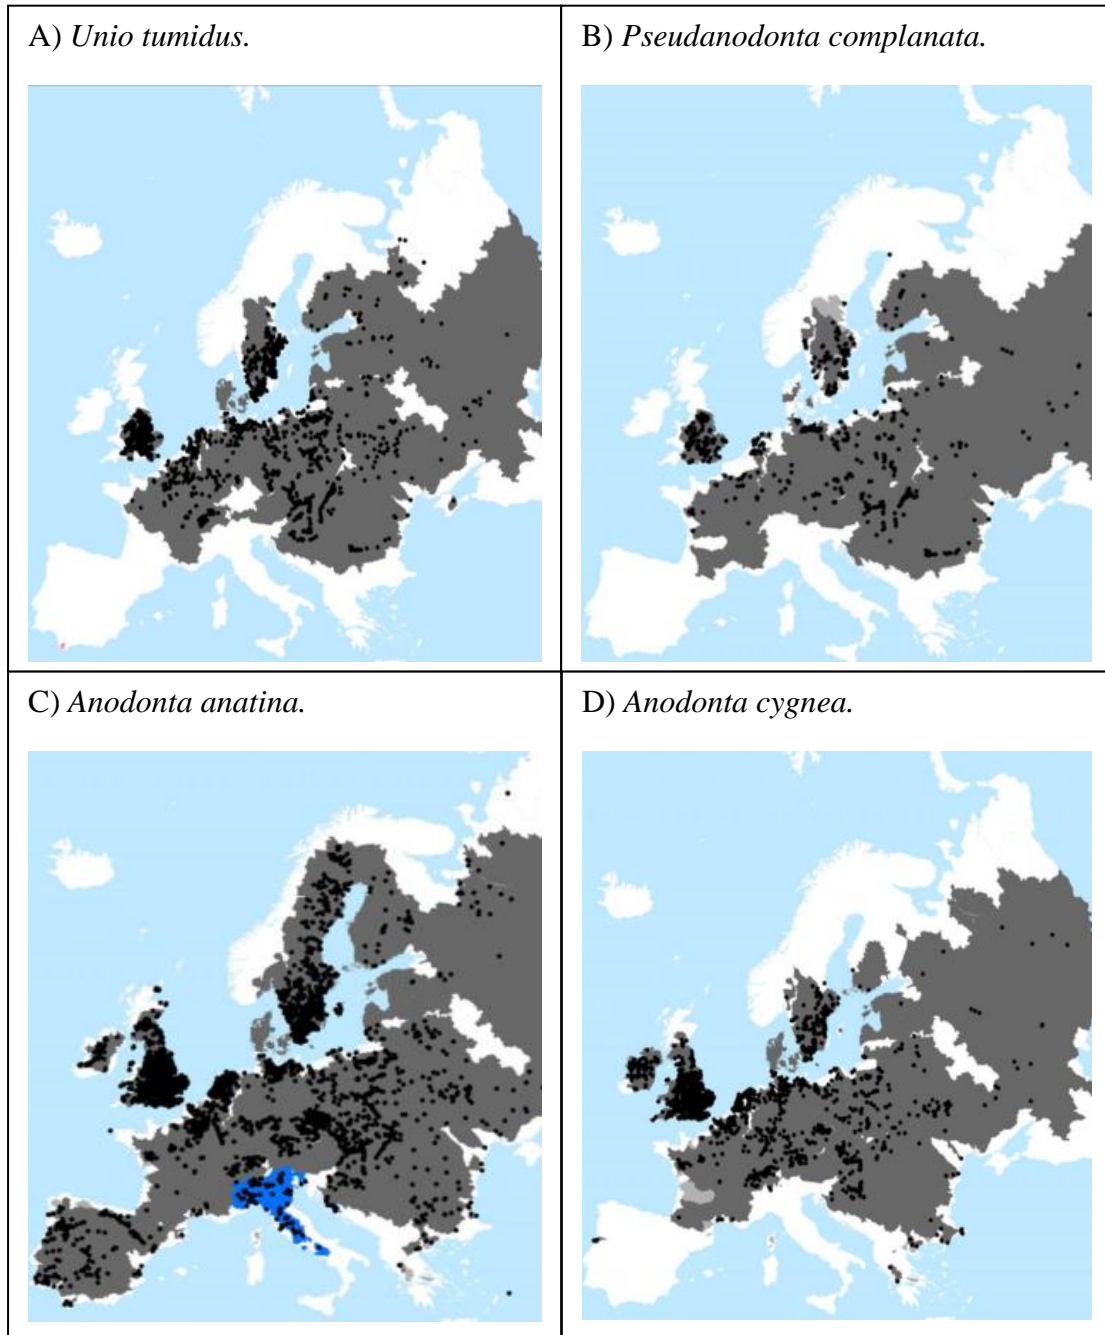 A) Unio tumidus.
B) Pseudanodonta complanata.
C) Anodonta anatina.
D) Anodonta cygnea.